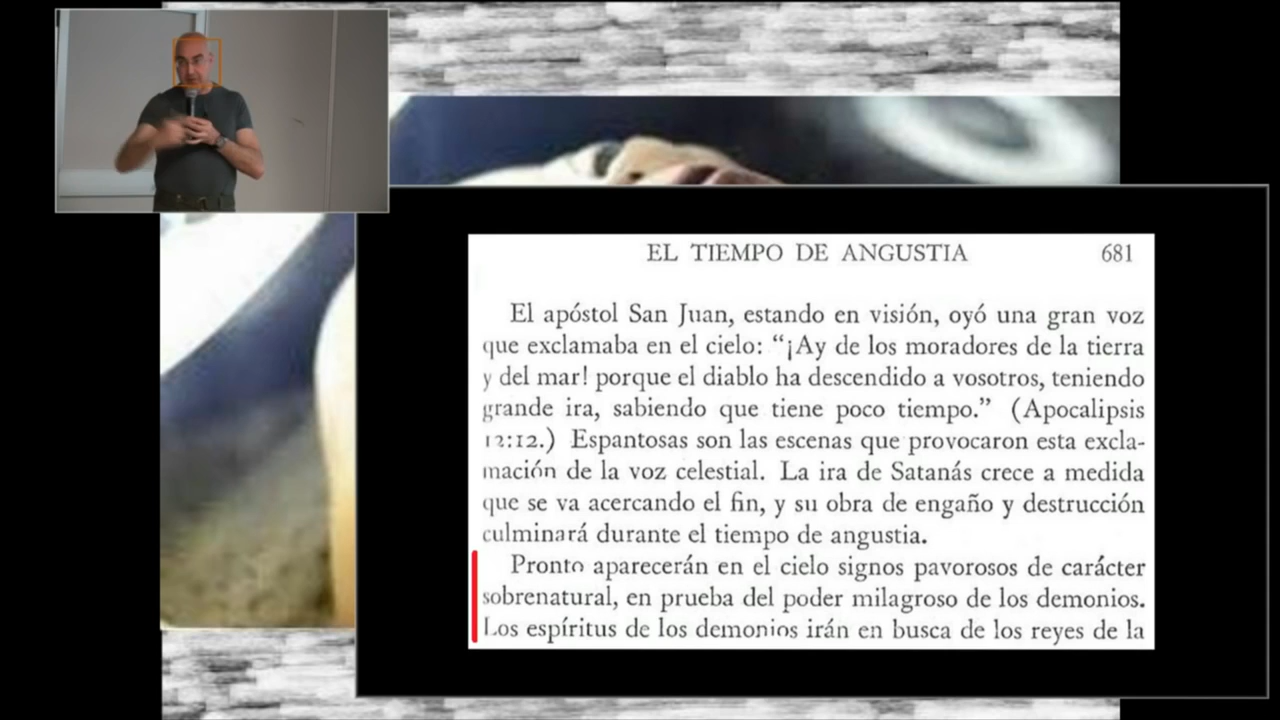 EL TIEMPO DE ANGUSTIA 681
El apóstol San Juan, estando en visión, oyó una gran voz
que exclamaba en el cielo: “¡Ay de los moradores de la tierra
y del mar! porque el diablo ha descendido a vosotros, teniendo
grande ira, sabiendo que tiene poco tiempo.” (Apocalipsis
12:12.) Espantosas son las escenas que provocaron esta excla-
mación de la voz celestial. La ira de Satanás crece a medida
que se va acercando el fin, y su obra de engaño y destrucción
culminará durante el tiempo de angustia.
Pronto aparecerán en el cielo signos pavorosos de carácter
sobrenatural, en prueba del poder milagroso de los demonios.
Los espíritus de los demonios irán en busca de los reyes de la